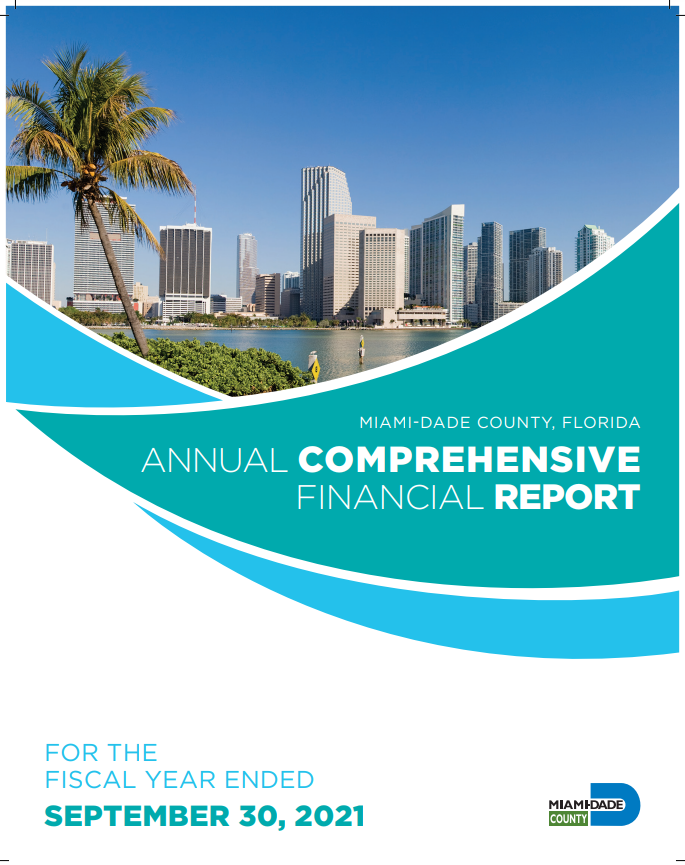 MIAMI-DADE COUNTY, FLORIDA
ANNUAL COMPREHENSIVE
FINANCIAL REPORT
FOR THE
FISCAL YEAR ENDED
SEPTEMBER 30, 2021
MIAMI-DADE
COUNTY